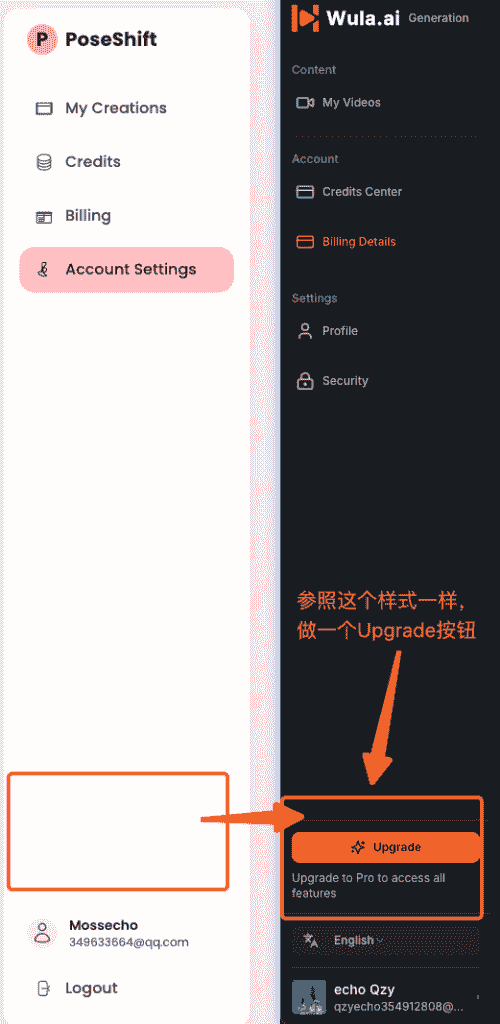 P PoseShift
My Creations
Credits
Billing
Account Settings
Mossecho
349633664@qq.com
Logout
Wula.ai Generation
Content
My Videos
Account
Credits Center
Billing Details
Settings
Profile
Security
参照这个样式一样，
做一个Upgrade按钮
Upgrade
Upgrade to Pro to access all
features
English
echo Qzy
qzyecho354912808@...